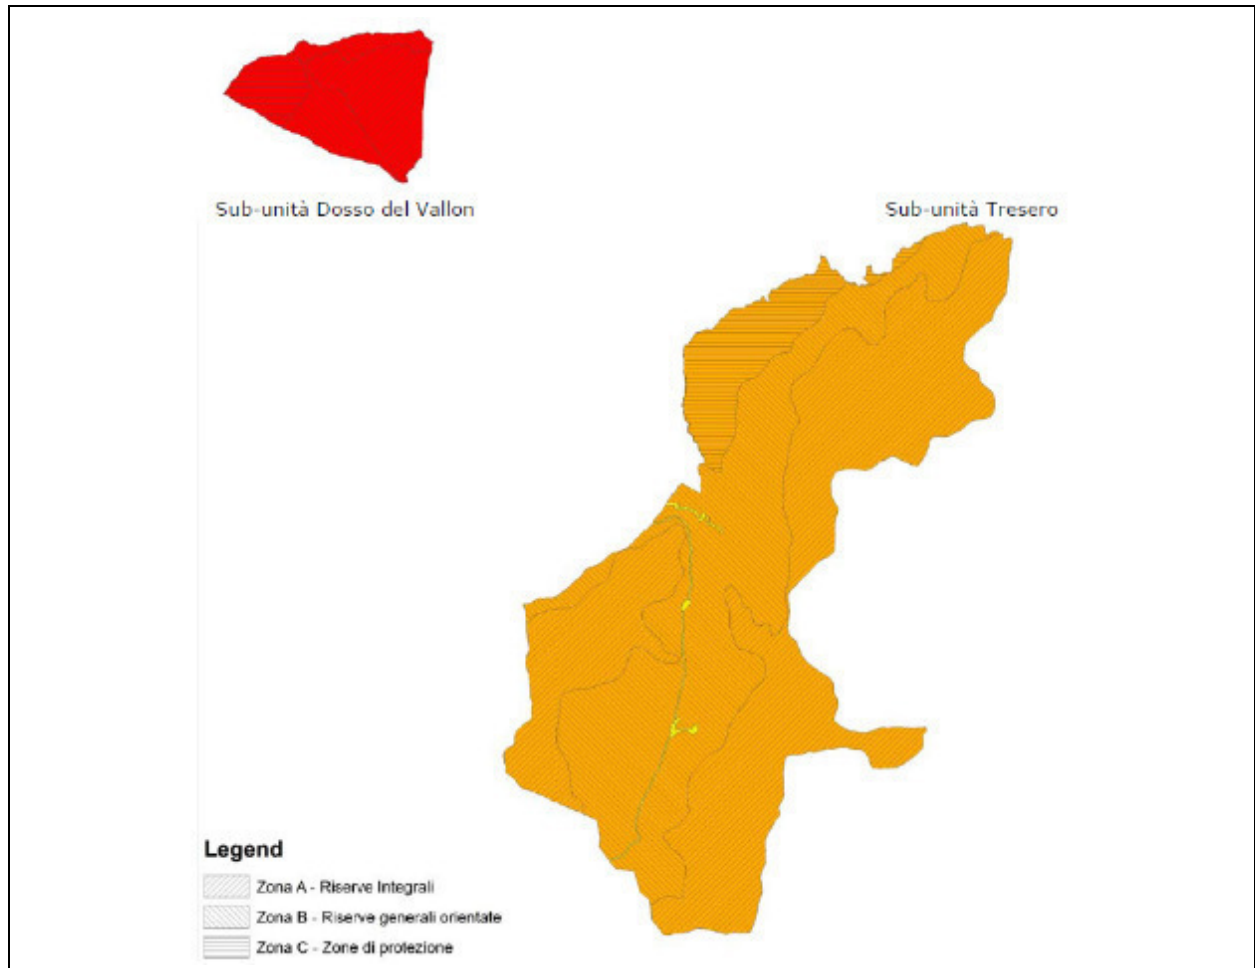 Sub-unità Dosso del Vallon
Sub-unità Tresero
Legend
Zona A - Riserve Integrali
Zona B - Riserve generali orientate
Zona C - Zone di protezione